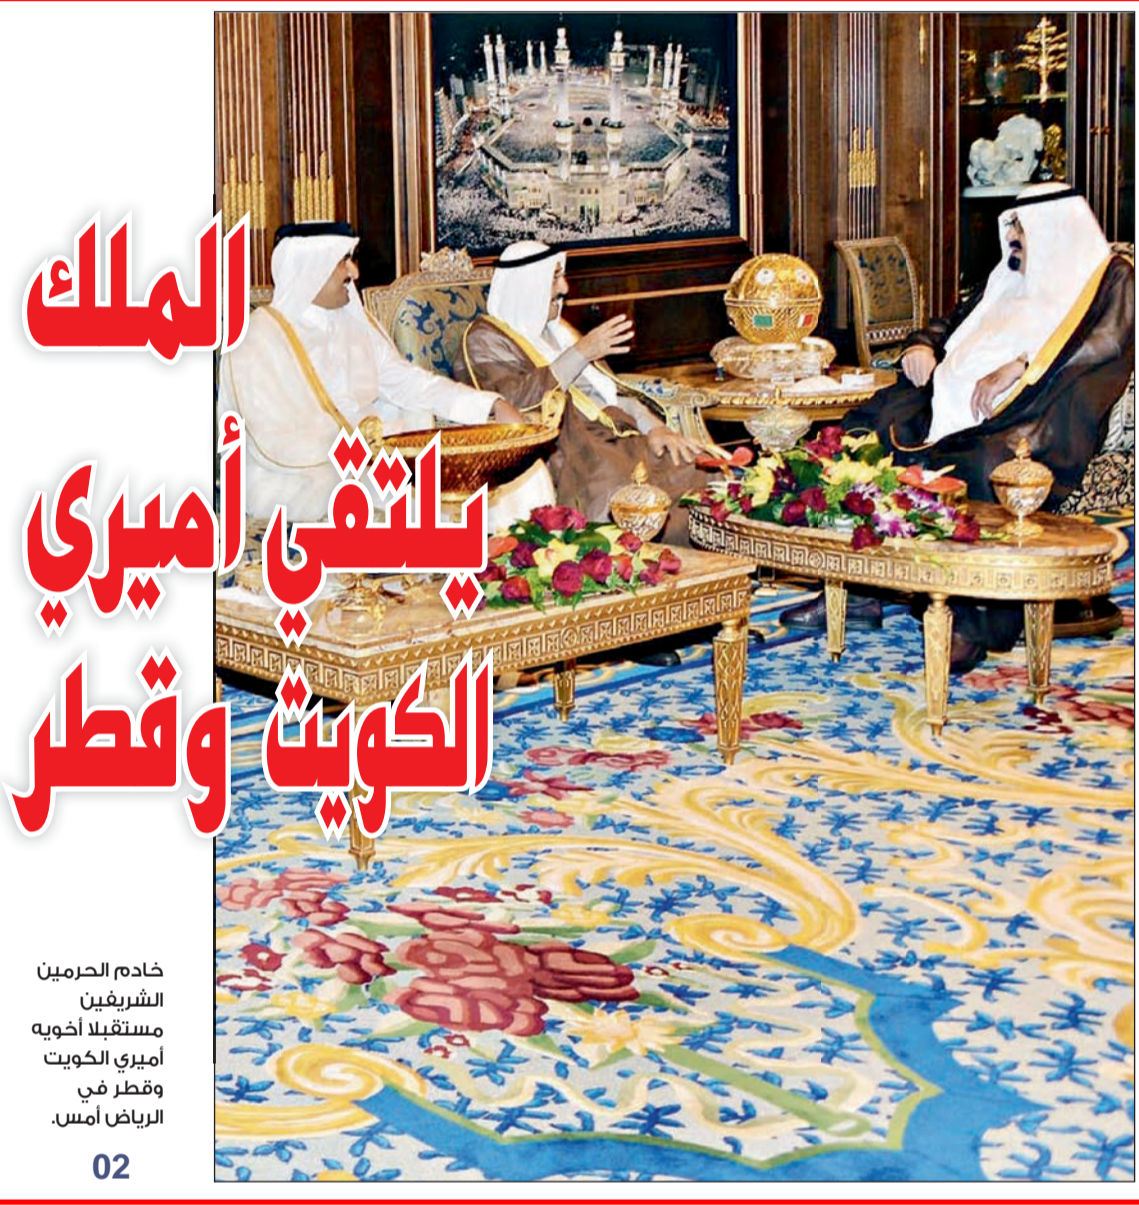 الملك
يلتقي أميري
الكويت وقطر
خادم الحرمين
الشريفين
مستقبلا أخويه
أميري الكويت
وقطر في
الرياض أمس.
02